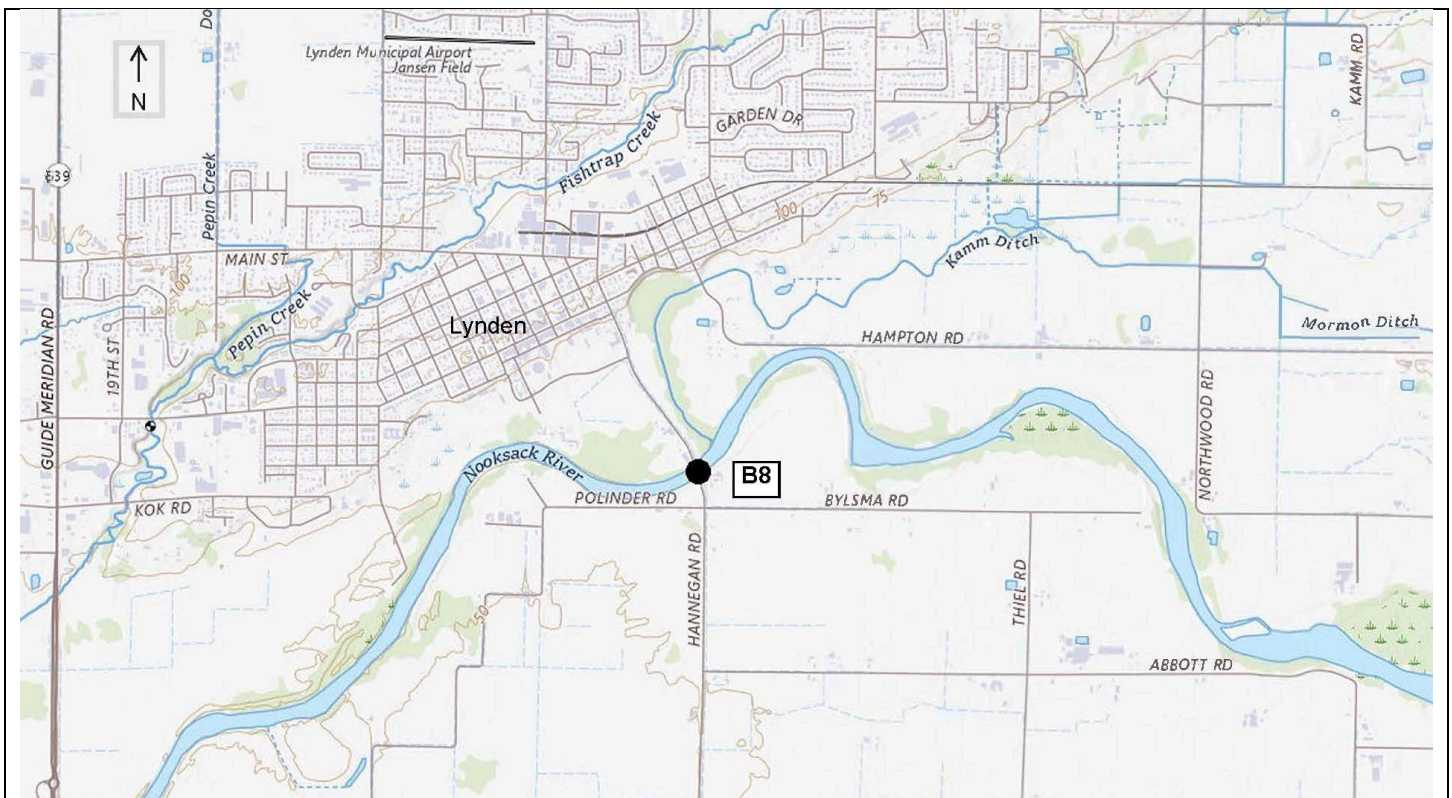 Do
Lynden Municipal Airport
Jansen Field
N
KAMM RD
GARDEN DR
Fishtrap Creek
Pepin Creek
100
75
MAIN ST
Kamm Ditch
100
Pepin Creek
Lynden
Mormon Ditch
HAMPTON RD
19TH ST
GUIDE MERIDIAN RD
NORTHWOOD RD
Nooksack River
B8
POLINDER RD
BYLSMA RD
KOK RD
HANNEGAN RD
THIEL RD
50
ABBOTT RD